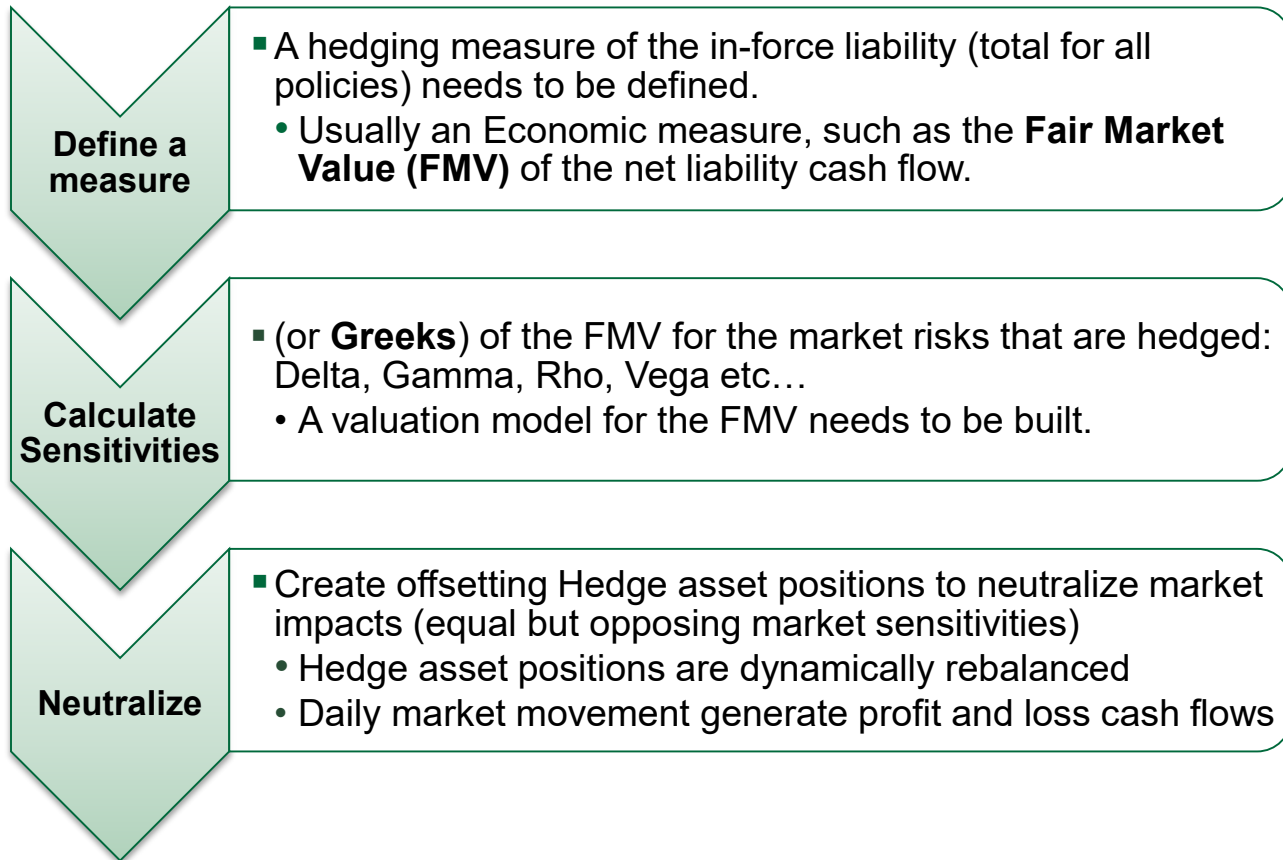 Define a
measure
▪ A hedging measure of the in-force liability (total for all
policies) needs to be defined.
• Usually an Economic measure, such as the Fair Market
Value (FMV) of the net liability cash flow.
Calculate
Sensitivities
▪ (or Greeks) of the FMV for the market risks that are hedged:
Delta, Gamma, Rho, Vega etc…
• A valuation model for the FMV needs to be built.
Neutralize
▪ Create offsetting Hedge asset positions to neutralize market
impacts (equal but opposing market sensitivities)
• Hedge asset positions are dynamically rebalanced
• Daily market movement generate profit and loss cash flows